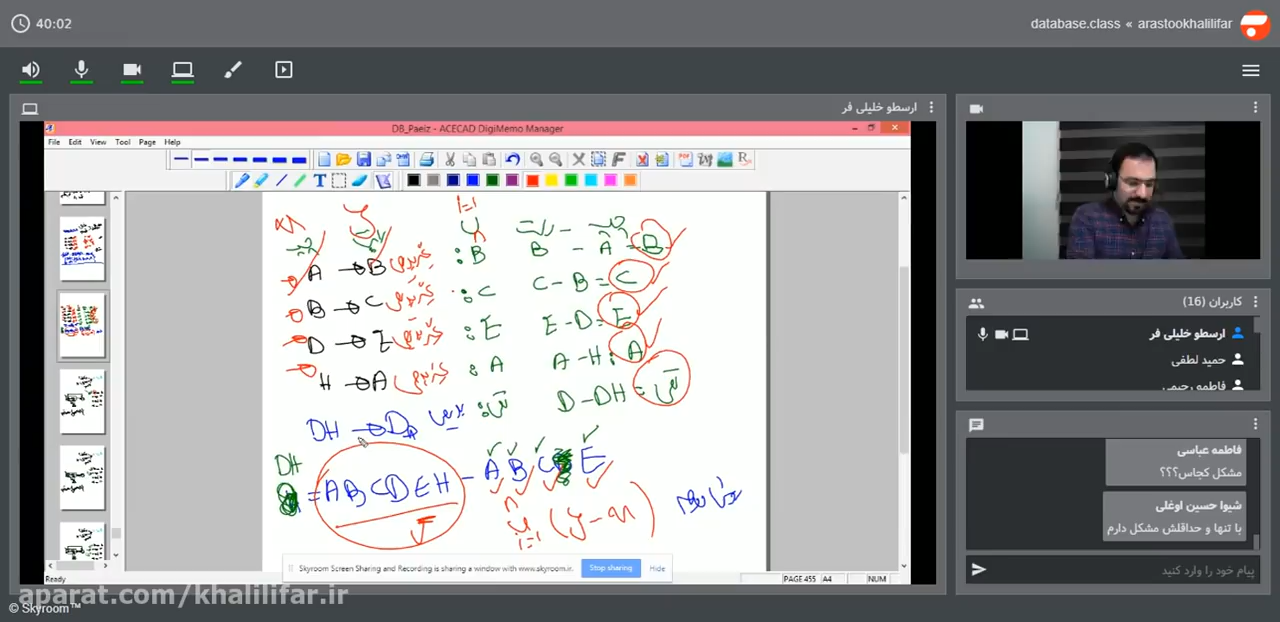 40:02
database.class « arastookhalilifar
ارسطو خلیلی فر
DB_Paeiz - ACECAD DigiMemo Manager
File Edit View Tool Page Help
A → B
: B
B - A = B
B → C
: C
C - B = C
D → E
: E
E - D = E
H → A
: A
A - H : A
DH → D
D - DH =
DH
= ABCDEH - A B C E
n
i=1
Skyroom Screen Sharing and Recording is sharing a window with www.skyroom.ir.
Stop sharing
Hide
Ready
PAGE 455 A4 NUM
aparat.com/khalilifar.ir
© Skyroom™
کاربران (16)
ارسطو خلیلی فر
حمید لطفی
فاطمه رحیمی
فاطمه عباسی
مشکل کجاس؟؟؟
شیوا حسین اوغلی
با تنها و حداقلش مشکل دارم
پیام خود را وارد کنید